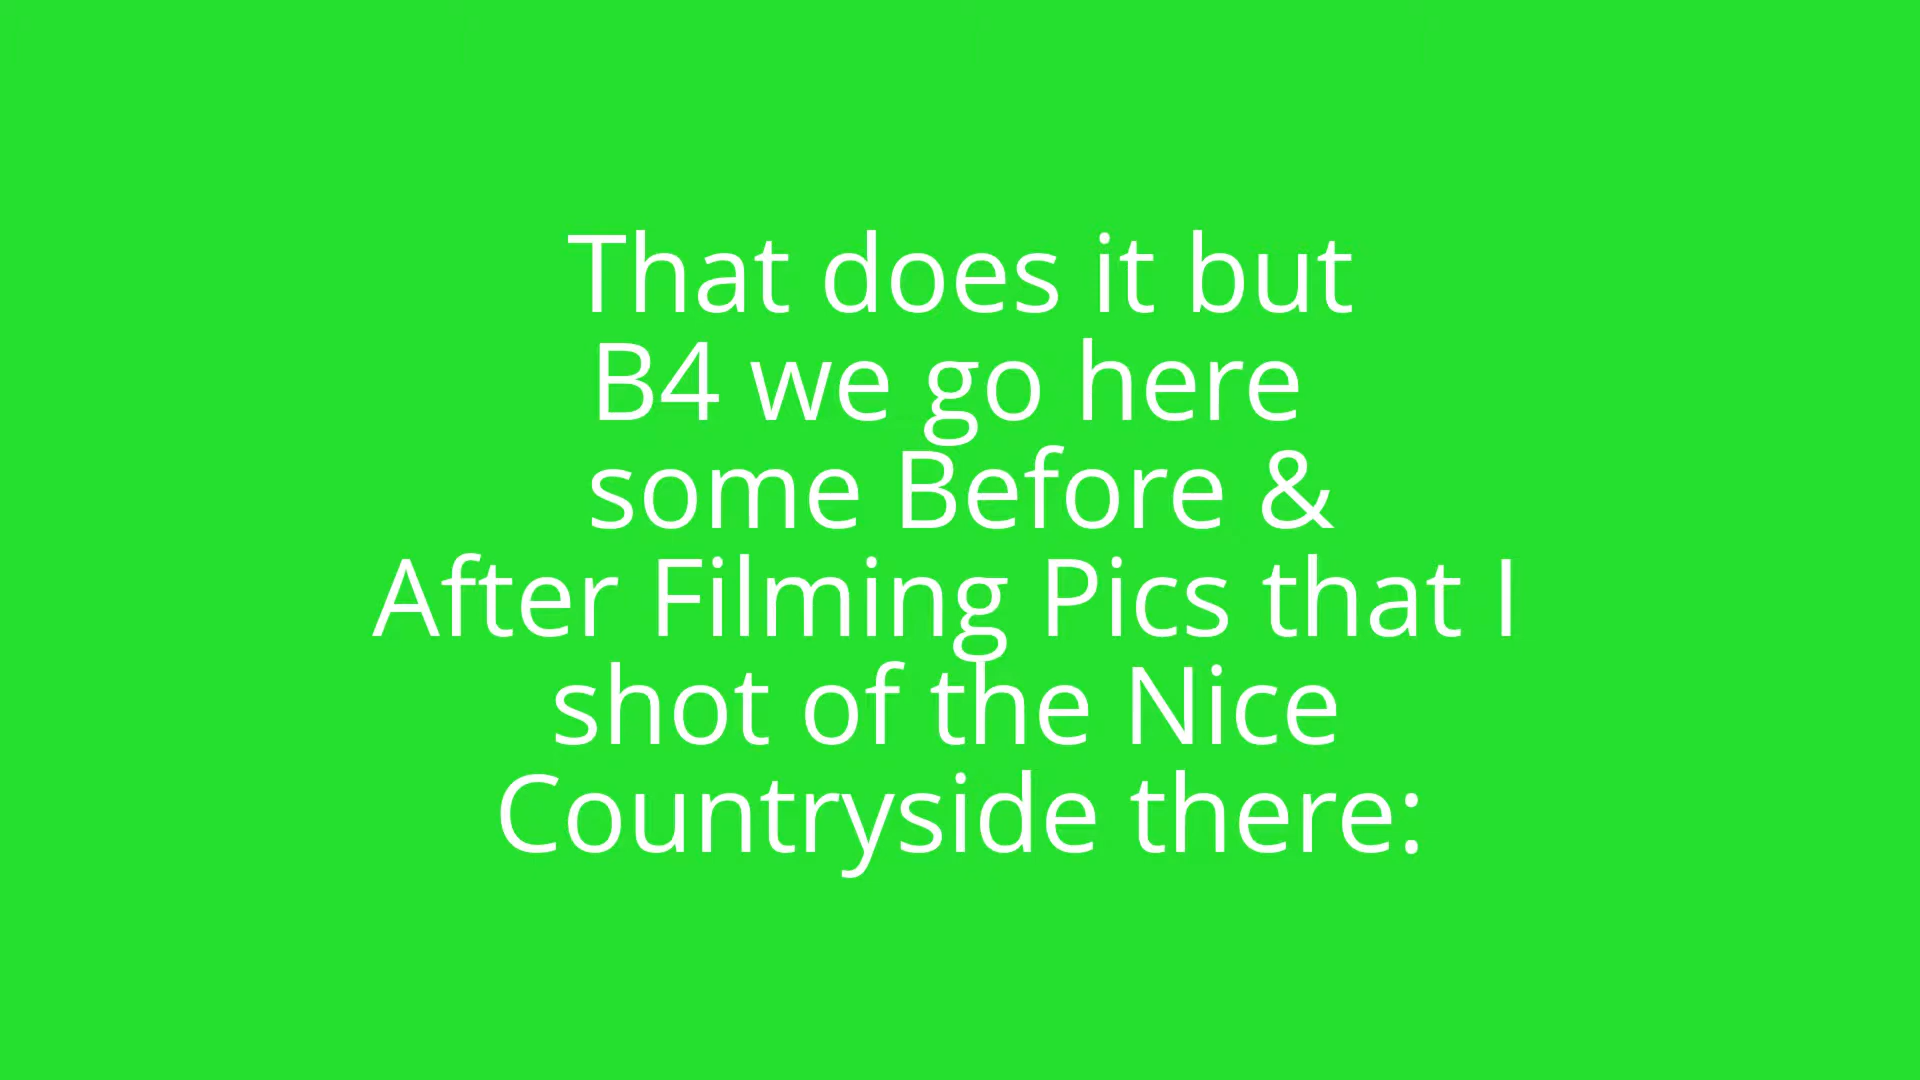 That does it but
B4 we go here
some Before &
After Filming Pics that I
shot of the Nice
Countryside there: